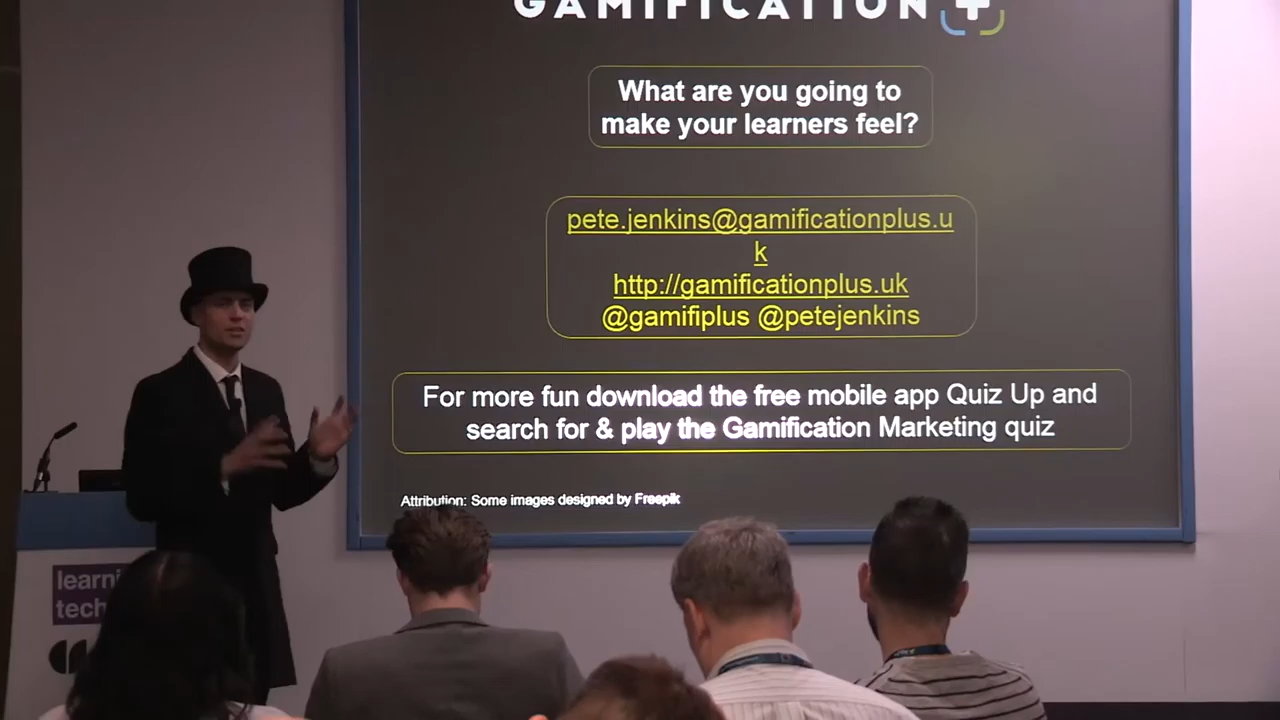 GAMIFICATION+
What are you going to
make your learners feel?
pete.jenkins@gamificationplus.u
k
http://gamificationplus.uk
@gamifiplus @petejenkins
For more fun download the free mobile app Quiz Up and
search for & play the Gamification Marketing quiz
Attribution: Some images designed by Freepik
learni
tech